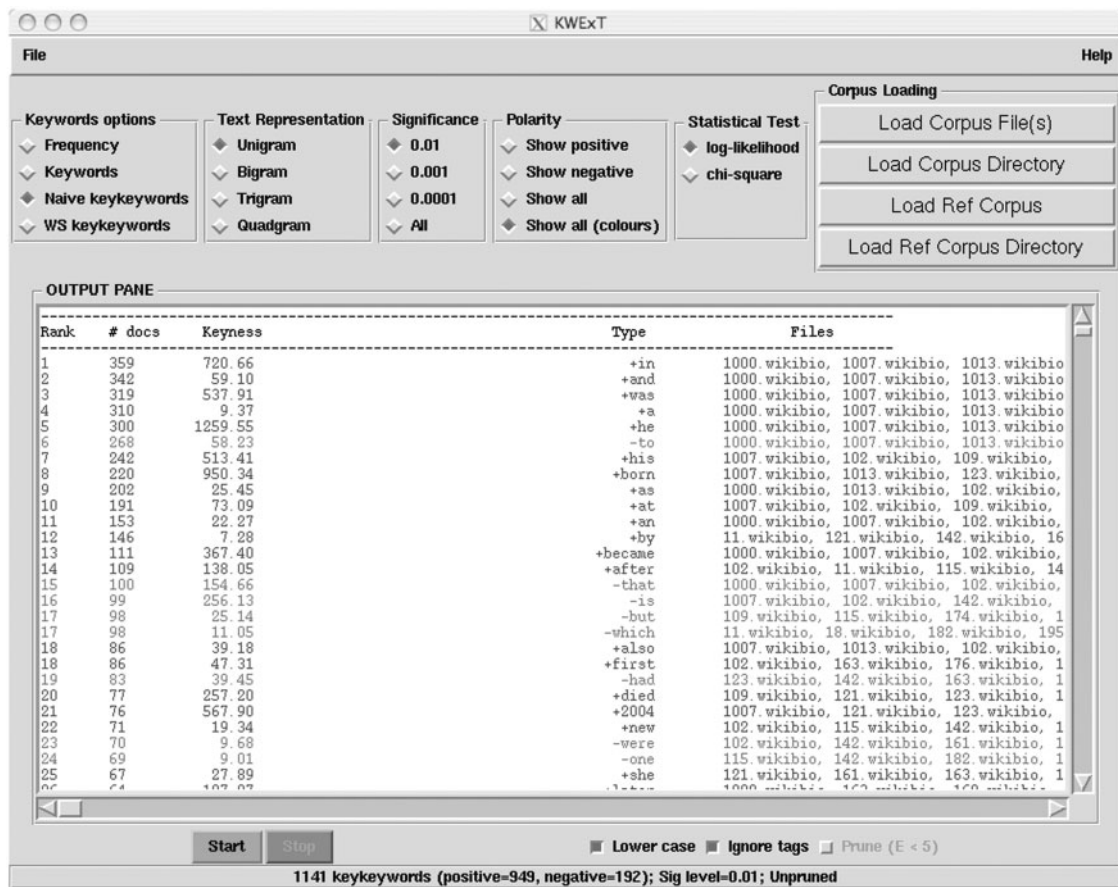 KWExT
File Help
Keywords options Text Representation Significance Polarity Statistical Test Corpus Loading
Frequency Unigram 0.01 Show positive log-likelihood Load Corpus File(s)
Keywords Bigram 0.001 Show negative chi-square Load Corpus Directory
Naive keykeywords Trigram 0.0001 Show all Load Ref Corpus
WS keykeywords Quadgram All Show all (colours) Load Ref Corpus Directory
OUTPUT PANE
Rank # docs Keyness Type Files
1 359 720.66 +in 1000.wikibio, 1007.wikibio, 1013.wikibio
2 342 59.10 +and 1000.wikibio, 1007.wikibio, 1013.wikibio
3 319 537.91 +was 1000.wikibio, 1007.wikibio, 1013.wikibio
4 310 9.37 +a 1000.wikibio, 1007.wikibio, 1013.wikibio
5 300 1259.55 +he 1000.wikibio, 1007.wikibio, 1013.wikibio
6 268 58.23 -to 1000.wikibio, 1007.wikibio, 1013.wikibio
7 242 513.41 +his 1007.wikibio, 102.wikibio, 109.wikibio,
8 220 950.34 +born 1007.wikibio, 1013.wikibio, 123.wikibio,
9 202 25.45 +as 1000.wikibio, 1013.wikibio, 102.wikibio,
10 191 73.09 +at 1007.wikibio, 102.wikibio, 109.wikibio,
11 153 22.27 +an 1000.wikibio, 1007.wikibio, 102.wikibio,
12 146 7.28 +by 11.wikibio, 121.wikibio, 142.wikibio, 16
13 111 367.40 +became 1000.wikibio, 1007.wikibio, 102.wikibio,
14 109 138.05 +after 102.wikibio, 11.wikibio, 115.wikibio, 14
15 100 154.66 -that 1000.wikibio, 1007.wikibio, 102.wikibio,
16 99 256.13 -is 1007.wikibio, 102.wikibio, 142.wikibio,
17 98 25.14 -but 109.wikibio, 115.wikibio, 174.wikibio, 1
17 98 11.05 -which 11.wikibio, 18.wikibio, 182.wikibio, 195
18 86 39.18 +also 1007.wikibio, 1013.wikibio, 102.wikibio,
18 86 47.31 +first 102.wikibio, 163.wikibio, 176.wikibio, 1
19 83 39.45 -had 123.wikibio, 142.wikibio, 163.wikibio, 1
20 77 257.20 +died 109.wikibio, 121.wikibio, 123.wikibio, 1
21 76 567.90 +2004 1007.wikibio, 121.wikibio, 123.wikibio,
22 71 19.34 +new 102.wikibio, 115.wikibio, 142.wikibio, 1
23 70 9.68 -were 102.wikibio, 142.wikibio, 161.wikibio, 1
24 69 9.01 -one 115.wikibio, 142.wikibio, 182.wikibio, 1
25 67 27.89 +she 121.wikibio, 161.wikibio, 163.wikibio, 1
Start Stop Lower case Ignore tags Prune (E < 5)
1141 keykeywords (positive=949, negative=192); Sig level=0.01; Unpruned